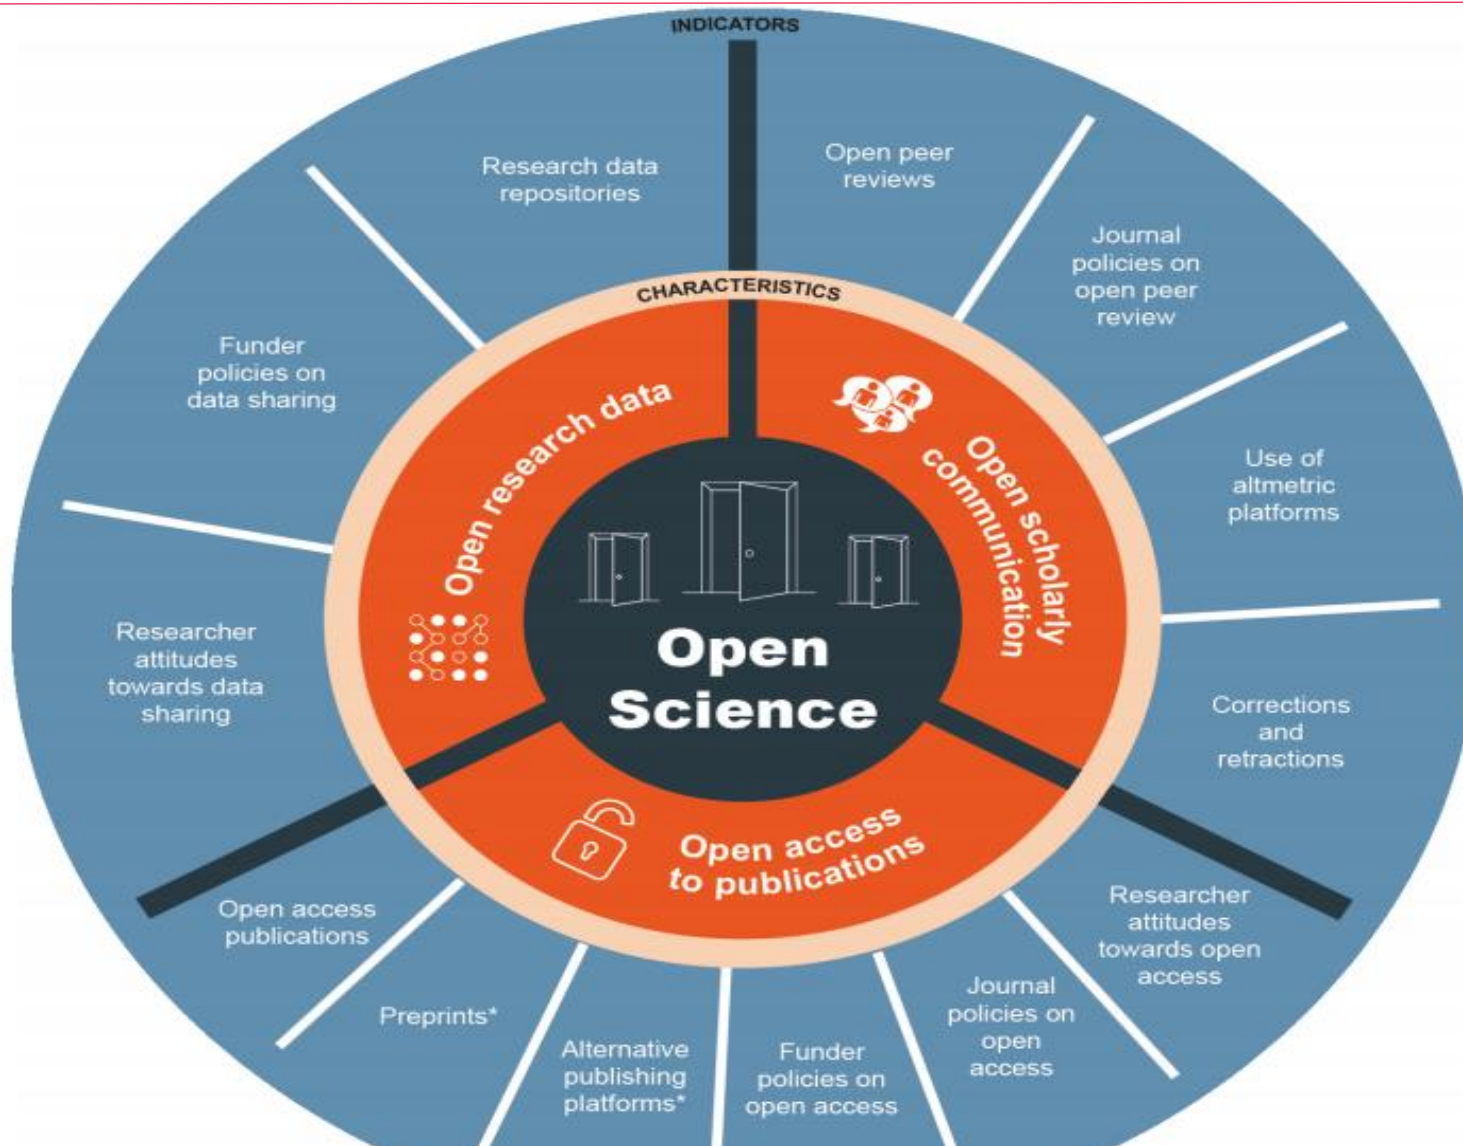 INDICATORS
Research data
repositories
Open peer
reviews
Journal
policies on
open peer
review
Funder
policies on
data sharing
CHARACTERISTICS
Open research data
Open scholarly
communication
Use of
altmetric
platforms
Researcher
attitudes
towards data
sharing
Open
Science
Corrections
and
retractions
Open access
to publications
Open access
publications
Preprints*
Alternative
publishing
platforms*
Funder
policies on
open access
Journal
policies on
open
access
Researcher
attitudes
towards open
access